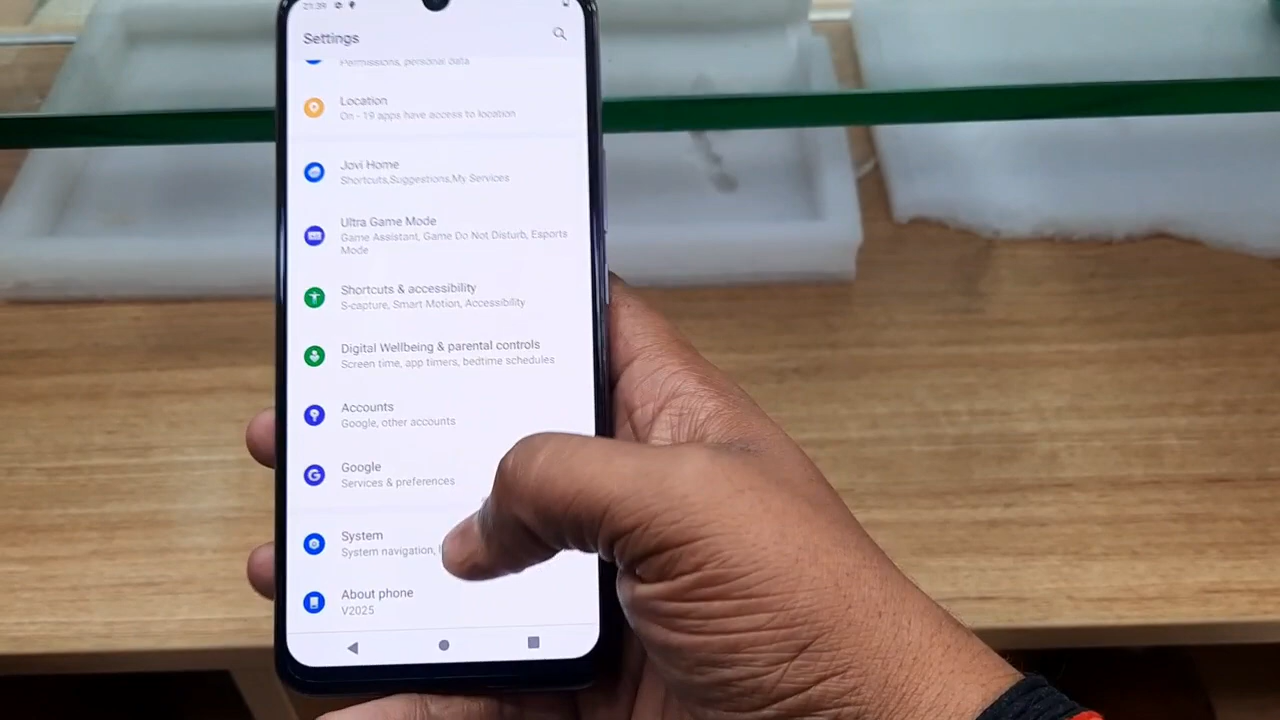 21:39
Settings
Permissions, personal data
Location
On - 19 apps have access to location
Jovi Home
Shortcuts,Suggestions,My Services
Ultra Game Mode
Game Assistant, Game Do Not Disturb, Esports
Mode
Shortcuts & accessibility
S-capture, Smart Motion, Accessibility
Digital Wellbeing & parental controls
Screen time, app timers, bedtime schedules
Accounts
Google, other accounts
Google
Services & preferences
System
System navigation,
About phone
V2025